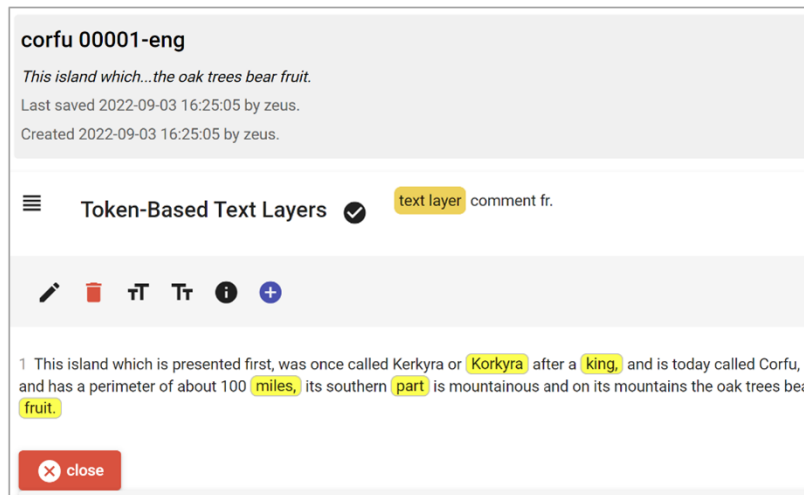 corfu 00001-eng
This island which...the oak trees bear fruit.
Last saved 2022-09-03 16:25:05 by zeus.
Created 2022-09-03 16:25:05 by zeus.
Token-Based Text Layers text layer comment fr.
1 This island which is presented first, was once called Kerkyra or Korkyra after a king, and is today called Corfu,
and has a perimeter of about 100 miles, its southern part is mountainous and on its mountains the oak trees bea
fruit.
close